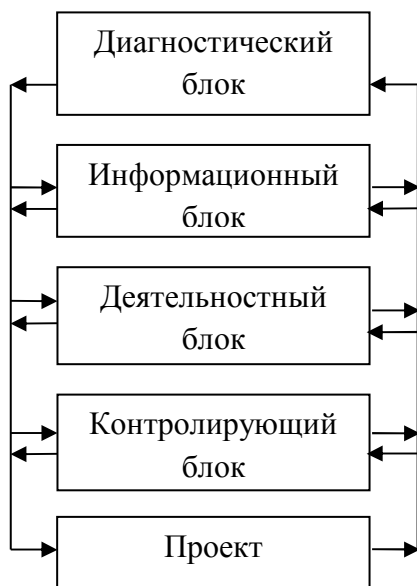 Диагностический
блок
Информационный
блок
Деятельностный
блок
Контролирующий
блок
Проект